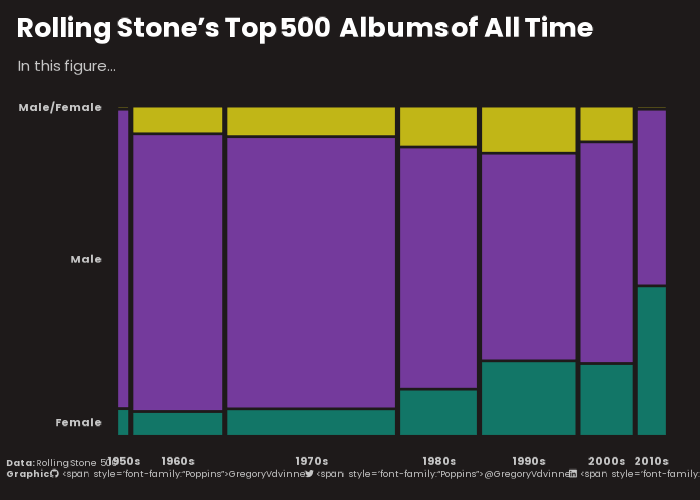 Rolling Stone's Top 500 Albums of All Time
In this figure...
Male/Female
Male
Female
1950s 1960s 1970s 1980s 1990s 2000s 2010s
Data: Rolling Stone
Graphic: <span style='font-family:"Poppins">GregoryVdvinne <span style='font-family:"Poppins">@GregoryVdvinne <span style='font-family: